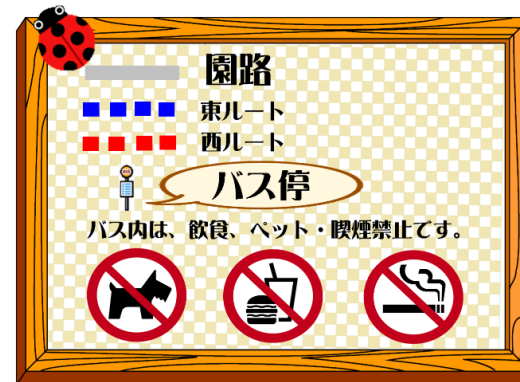 園路
東ルート
西ルート
バス停
バス内は、飲食、ペット・喫煙禁止です。